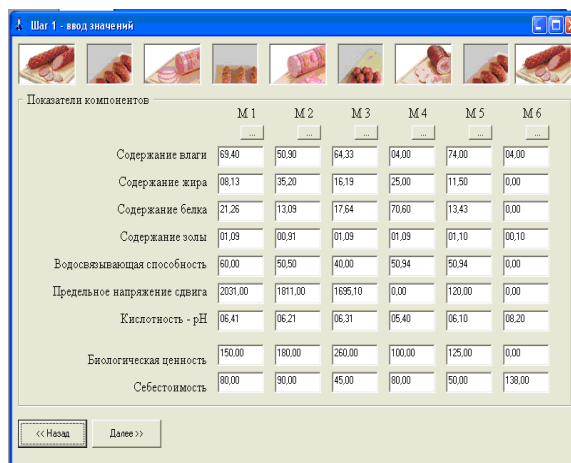 Шаг 1 - ввод значений
Показатели компонентов
М 1 М 2 М 3 М 4 М 5 М 6
... ... ... ... ... ...
Содержание влаги 69,40 50,90 64,33 04,00 74,00 04,00
Содержание жира 08,13 35,20 16,19 25,00 11,50 0,00
Содержание белка 21,26 13,09 17,64 70,60 13,43 0,00
Содержание золы 01,09 00,91 01,09 01,09 01,10 00,10
Водосвязывающая способность 60,00 50,50 40,00 50,94 50,94 0,00
Предельное напряжение сдвига 2031,00 1811,00 1695,10 0,00 120,00 0,00
Кислотность - pH 06,41 06,21 06,31 05,40 06,10 08,20
Биологическая ценность 150,00 180,00 260,00 100,00 125,00 0,00
Себестоимость 80,00 90,00 45,00 80,00 50,00 138,00
<< Назад Далее >>